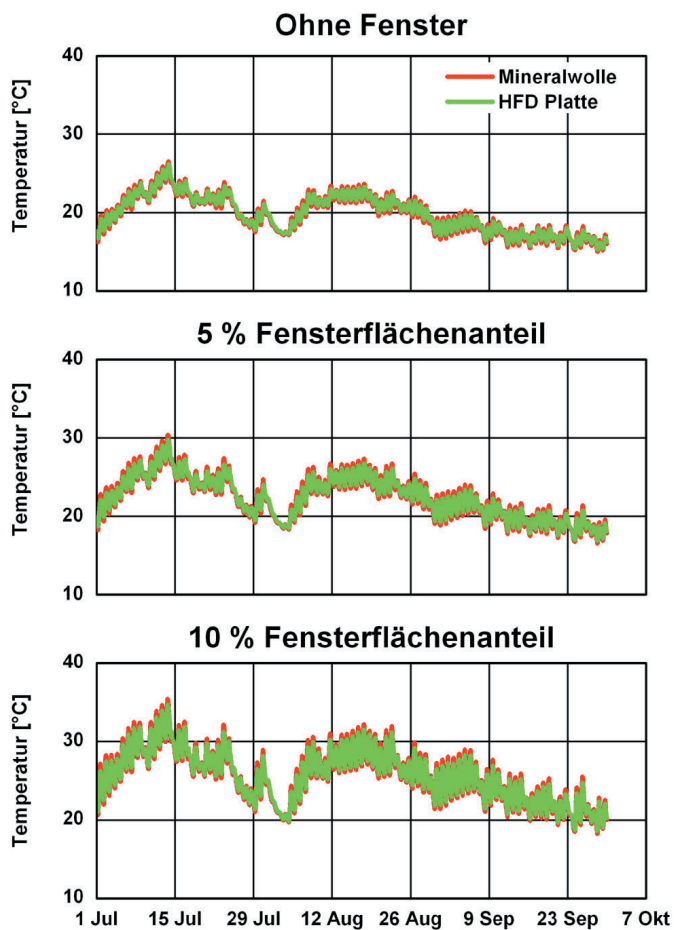 Ohne Fenster
Temperatur [°C]
40
30
20
10
Mineralwolle
HFD Platte
5 % Fensterflächenanteil
Temperatur [°C]
40
30
20
10
10 % Fensterflächenanteil
Temperatur [°C]
40
30
20
10
1 Jul 15 Jul 29 Jul 12 Aug 26 Aug 9 Sep 23 Sep 7 Okt